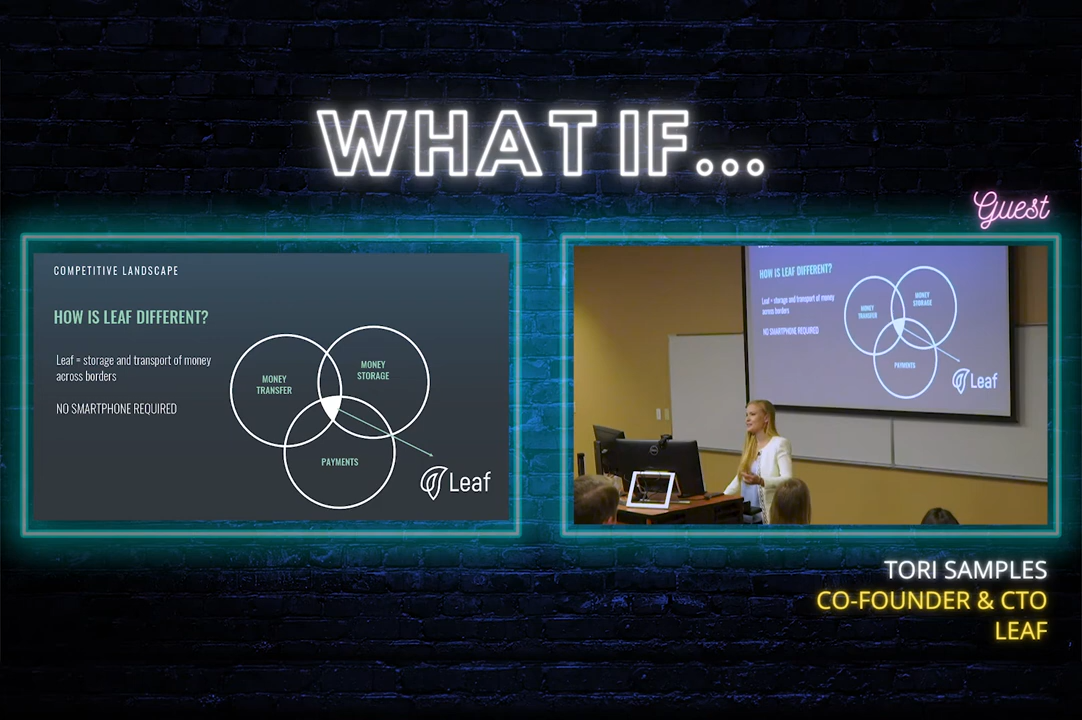 WHAT IF...
Guest
COMPETITIVE LANDSCAPE
HOW IS LEAF DIFFERENT?
Leaf = storage and transport of money
across borders
NO SMARTPHONE REQUIRED
MONEY
TRANSFER
MONEY
STORAGE
PAYMENTS
Leaf
HOW IS LEAF DIFFERENT?
Leaf = storage and transport of money
across borders
NO SMARTPHONE REQUIRED
MONEY
TRANSFER
MONEY
STORAGE
PAYMENTS
Leaf
DELL
TORI SAMPLES
CO-FOUNDER & CTO
LEAF